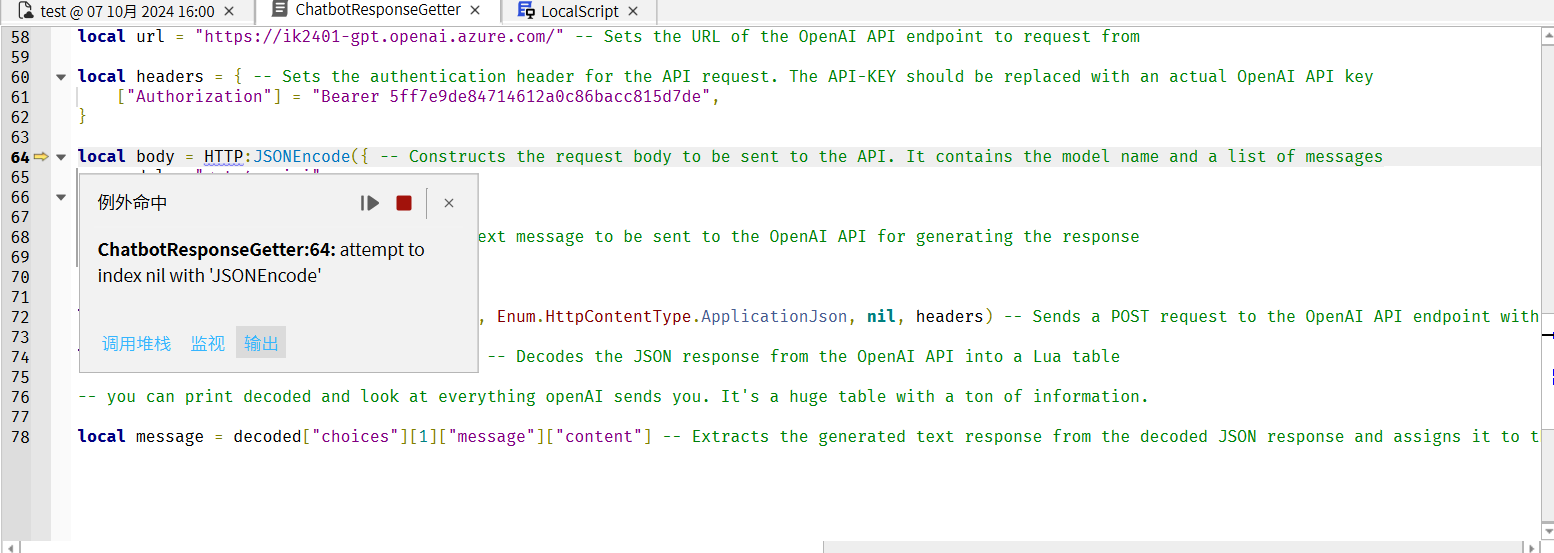 test @ 07 10月 2024 16:00 × ChatbotResponseGetter × LocalScript ×
58 local url = "https://ik2401-gpt.openai.azure.com/" -- Sets the URL of the OpenAI API endpoint to request from
59
60 local headers = { -- Sets the authentication header for the API request. The API-KEY should be replaced with an actual OpenAI API key
61 ["Authorization"] = "Bearer 5ff7e9de84714612a0c86bacc815d7de",
62 }
63
64 local body = HTTP:JSONEncode({ -- Constructs the request body to be sent to the API. It contains the model name and a list of messages
65
66
例外命中
67
68 ext message to be sent to the OpenAI API for generating the response
ChatbotResponseGetter:64: attempt to
69
index nil with 'JSONEncode'
70
71
72 , Enum.HttpContentType.ApplicationJson, nil, headers) -- Sends a POST request to the OpenAI API endpoint with
73
调用堆栈 监视 输出
74 -- Decodes the JSON response from the OpenAI API into a Lua table
75
76 -- you can print decoded and look at everything openAI sends you. It's a huge table with a ton of information.
77
78 local message = decoded["choices"][1]["message"]["content"] -- Extracts the generated text response from the decoded JSON response and assigns it to t